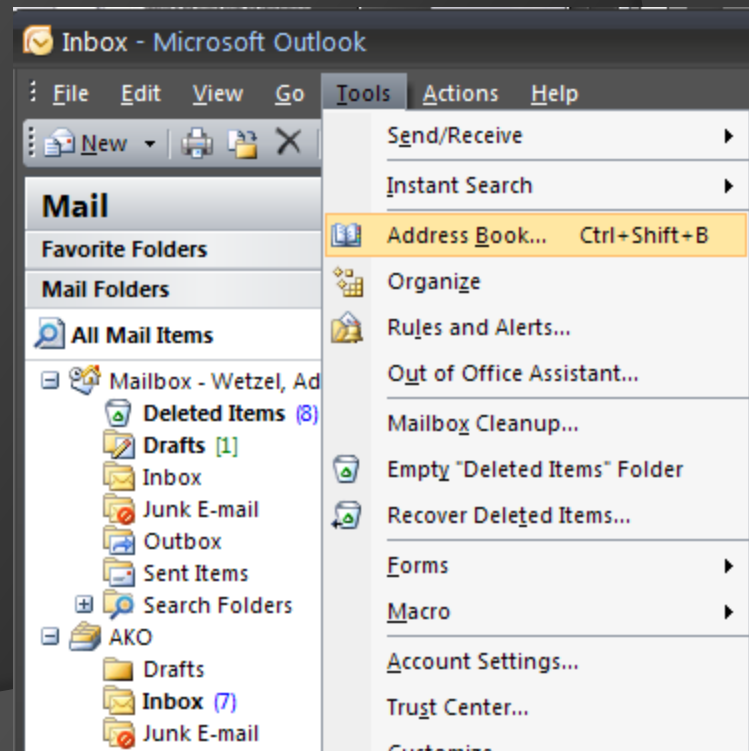 Inbox - Microsoft Outlook
File Edit View Go Tools Actions Help
New
Mail
Favorite Folders
Mail Folders
All Mail Items
Mailbox - Wetzel, Ad
Deleted Items (8)
Drafts [1]
Inbox
Junk E-mail
Outbox
Sent Items
Search Folders
AKO
Drafts
Inbox (7)
Junk E-mail
Send/Receive
Instant Search
Address Book... Ctrl+Shift+B
Organize
Rules and Alerts...
Out of Office Assistant...
Mailbox Cleanup...
Empty "Deleted Items" Folder
Recover Deleted Items...
Forms
Macro
Account Settings...
Trust Center...